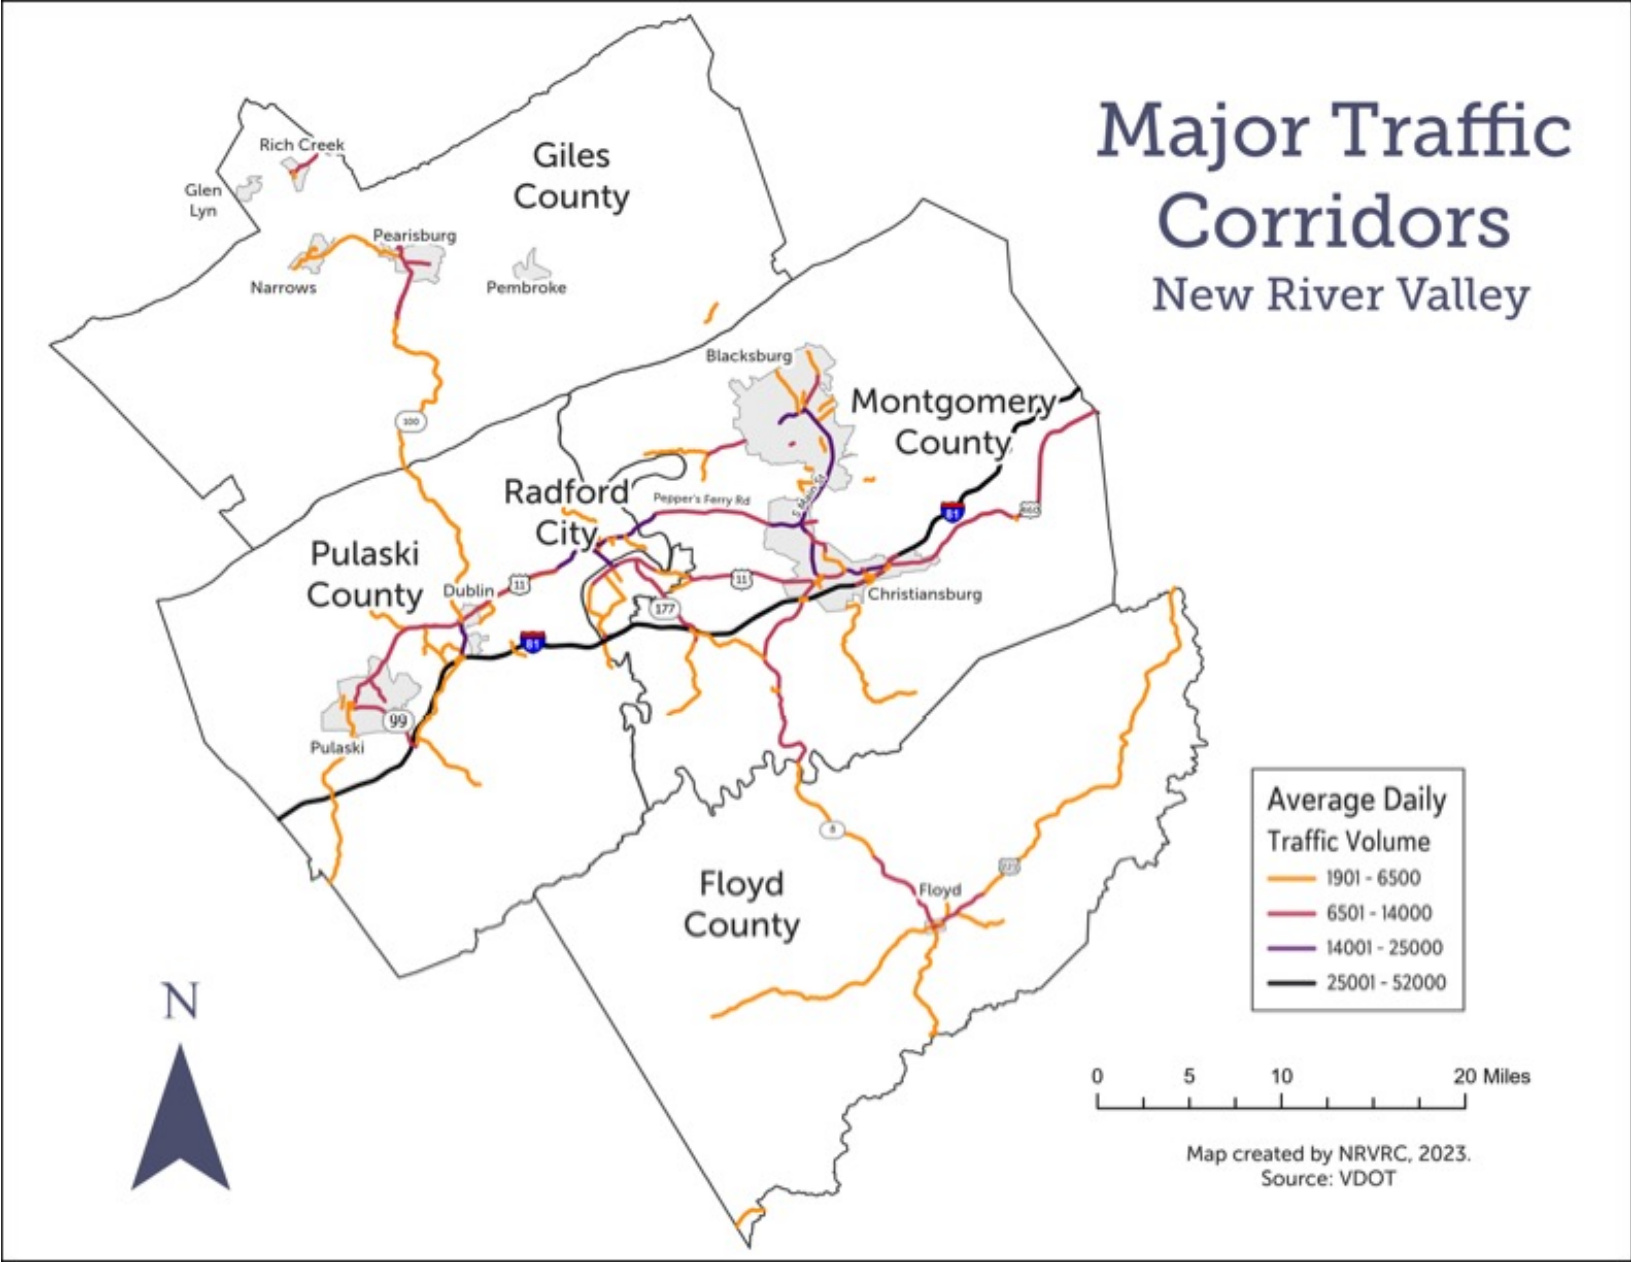 Major Traffic
Corridors
New River Valley
Rich Creek
Giles
County
Glen
Lyn
Pearisburg
Narrows
Pembroke
Blacksburg
Montgomery
County
100
Radford
City
Pepper's Ferry Rd
S Main St
81
460
Pulaski
County
Dublin
11
11
177
Christiansburg
81
99
Pulaski
8
Floyd
County
Floyd
221
Average Daily
Traffic Volume
1901 - 6500
6501 - 14000
14001 - 25000
25001 - 52000
N
0 5 10 20 Miles
Map created by NRVRC, 2023.
Source: VDOT